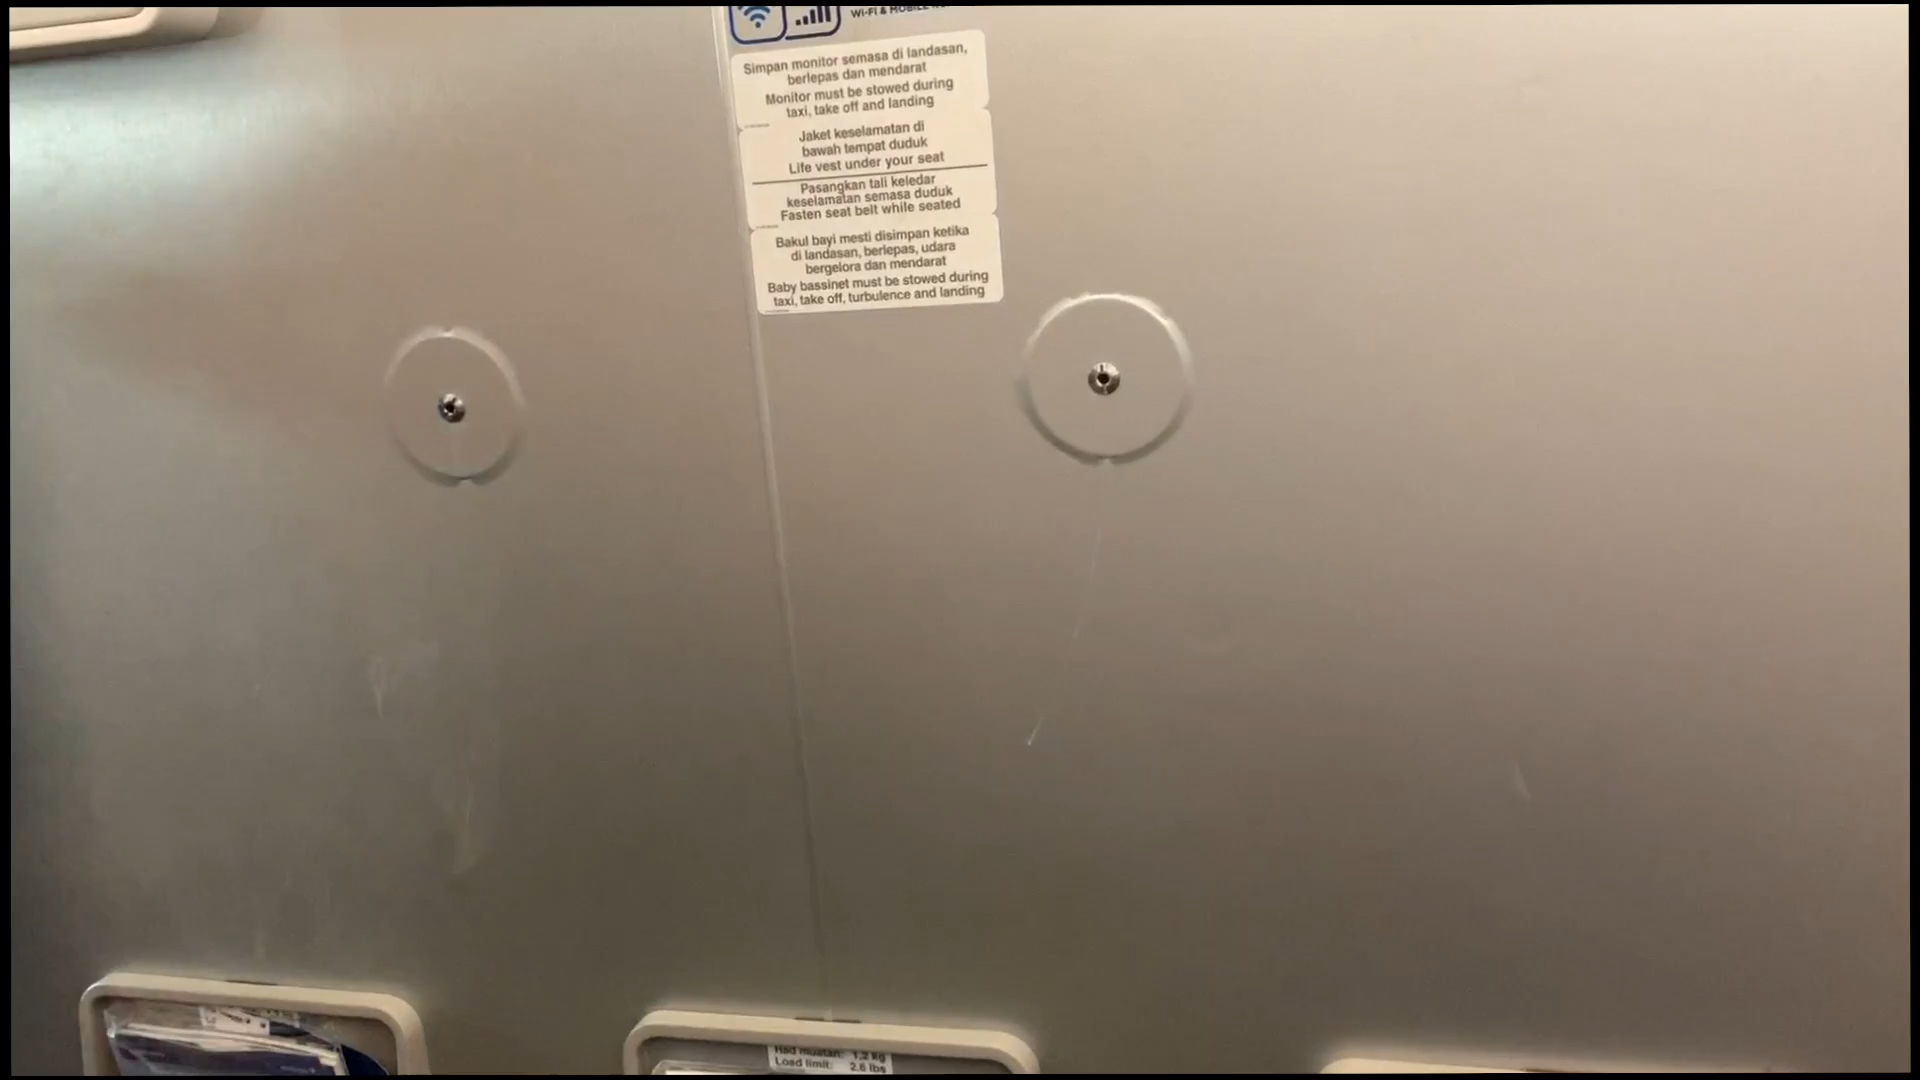 Wi-Fi & MOBILE
Simpan monitor semasa di landasan,
berlepas dan mendarat
Monitor must be stowed during
taxi, take off and landing
Jaket keselamatan di
bawah tempat duduk
Life vest under your seat
Pasangkan tali keledar
keselamatan semasa duduk
Fasten seat belt while seated
Bakul bayi mesti disimpan ketika
di landasan, berlepas, udara
bergelora dan mendarat
Baby bassinet must be stowed during
taxi, take off, turbulence and landing
Had muatan: 1,2 kg
Load limit: 2.6 lbs